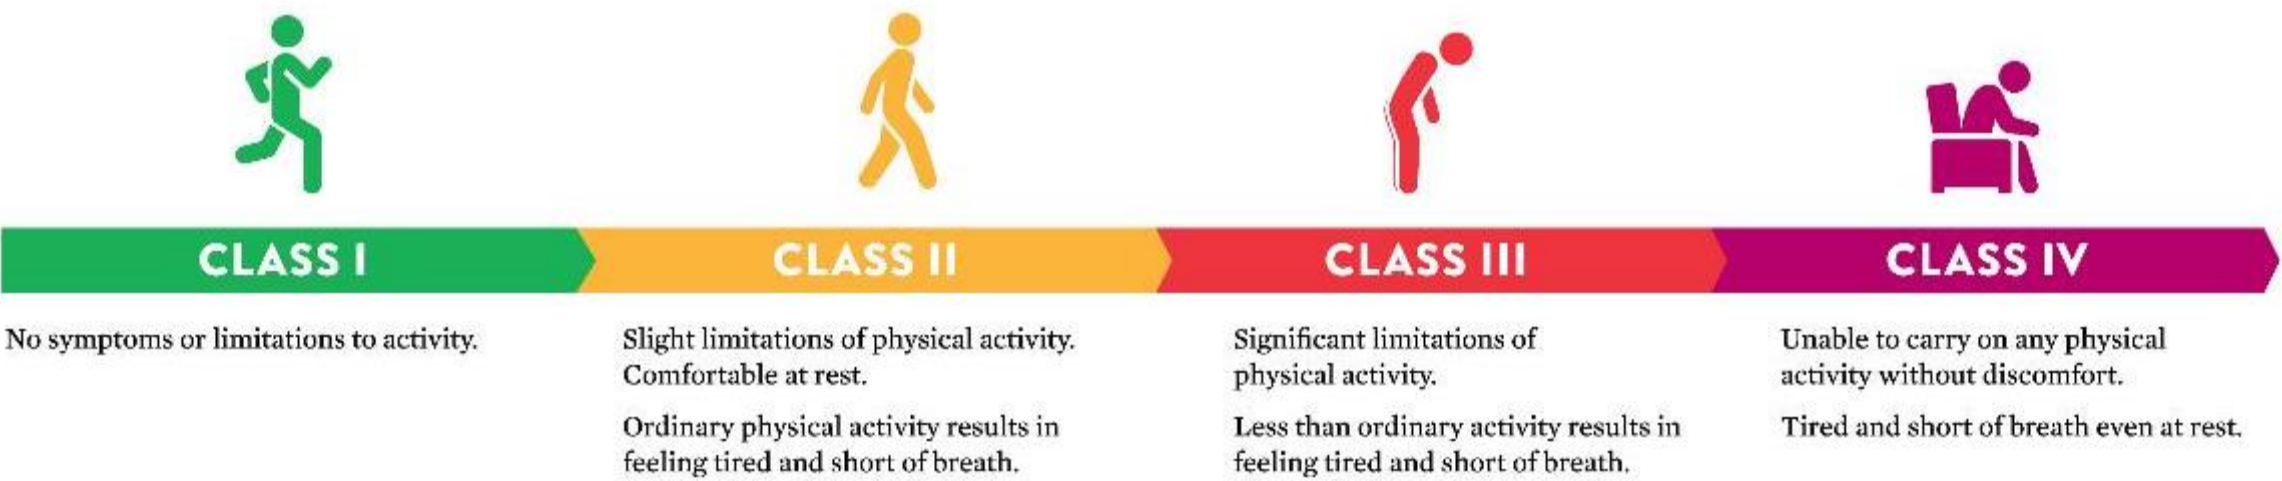 CLASS I
CLASS II
CLASS III
CLASS IV
No symptoms or limitations to activity.
Slight limitations of physical activity.
Comfortable at rest.
Ordinary physical activity results in
feeling tired and short of breath.
Significant limitations of
physical activity.
Less than ordinary activity results in
feeling tired and short of breath.
Unable to carry on any physical
activity without discomfort.
Tired and short of breath even at rest.